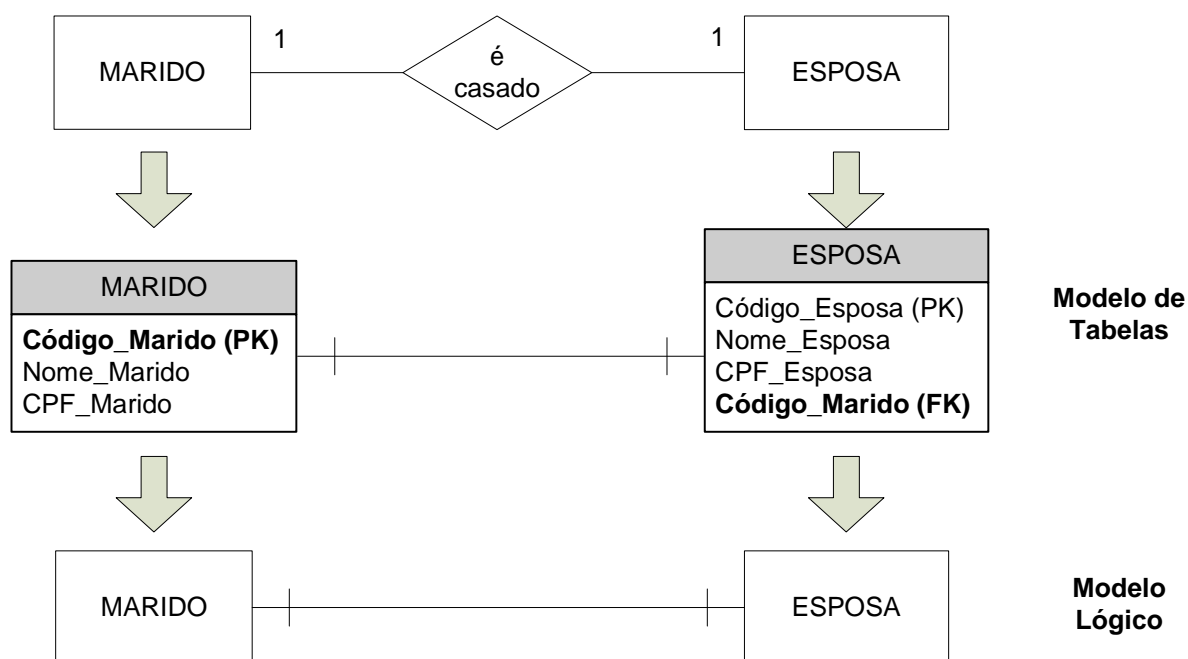 MARIDO
1
é
casado
1
ESPOSA
MARIDO
Código_Marido (PK)
Nome_Marido
CPF_Marido
ESPOSA
Código_Esposa (PK)
Nome_Esposa
CPF_Esposa
Código_Marido (FK)
Modelo de
Tabelas
MARIDO
ESPOSA
Modelo
Lógico